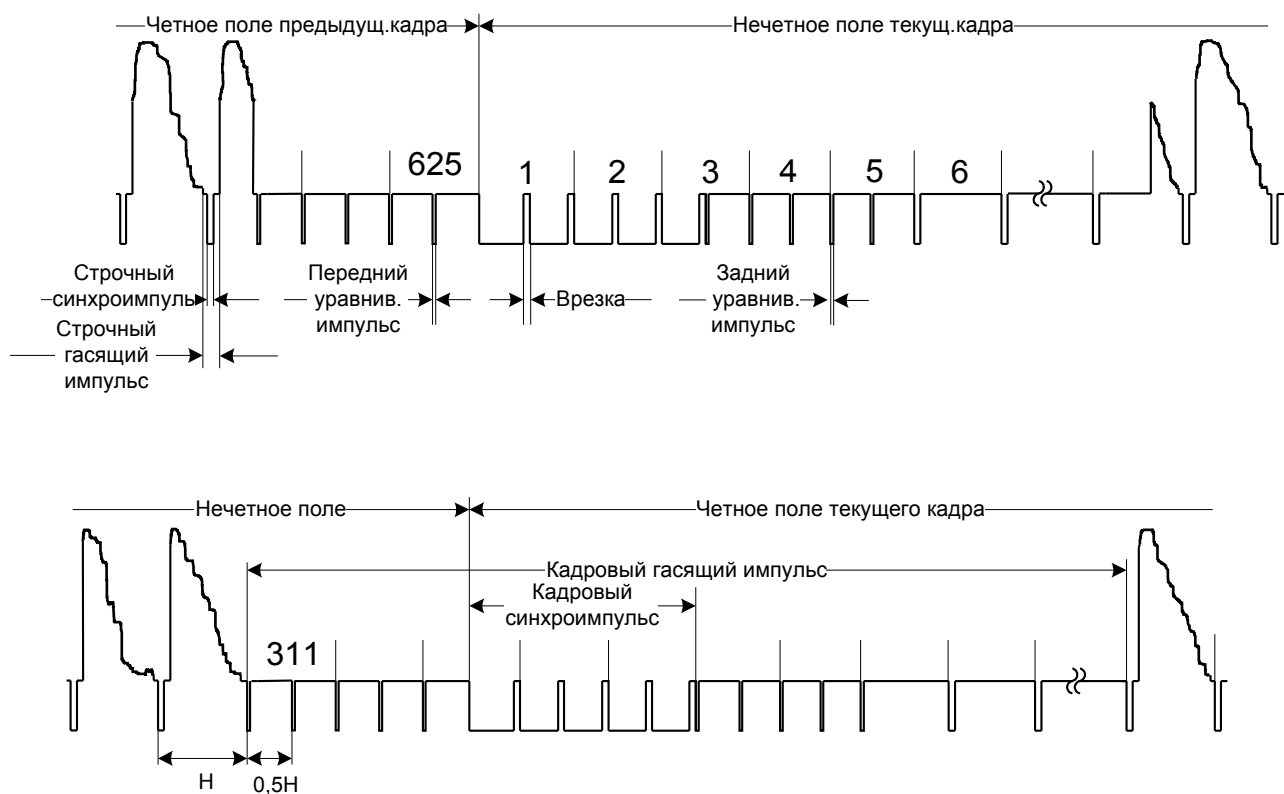 Четное поле предыдущ.кадра
Нечетное поле текущ.кадра
625
1
2
3
4
5
6
Строчный
синхроимпульс
Передний
уравнив.
импульс
Врезка
Задний
уравнив.
импульс
Строчный
гасящий
импульс
Нечетное поле
Четное поле текущего кадра
Кадровый гасящий импульс
Кадровый
синхроимпульс
311
H
0,5H